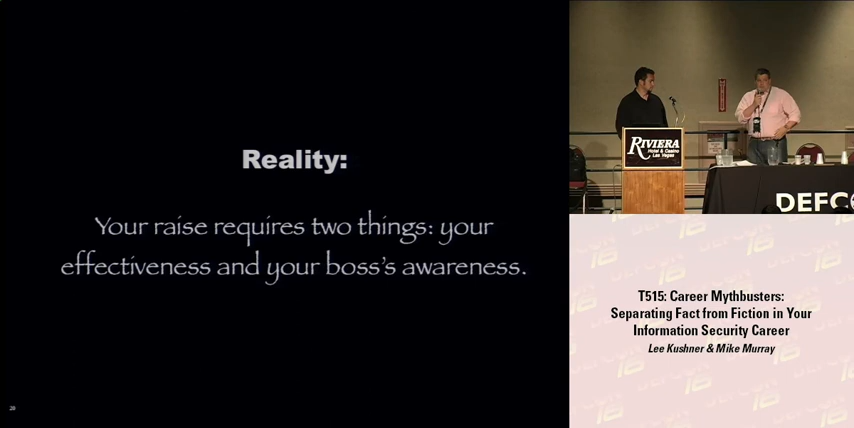 Reality:
Your raise requires two things: your
effectiveness and your boss's awareness.
28
RIVIERA
Hotel & Casino
Las Vegas
DEFCO
T515: Career Mythbusters:
Separating Fact from Fiction in Your
Information Security Career
Lee Kushner & Mike Murray